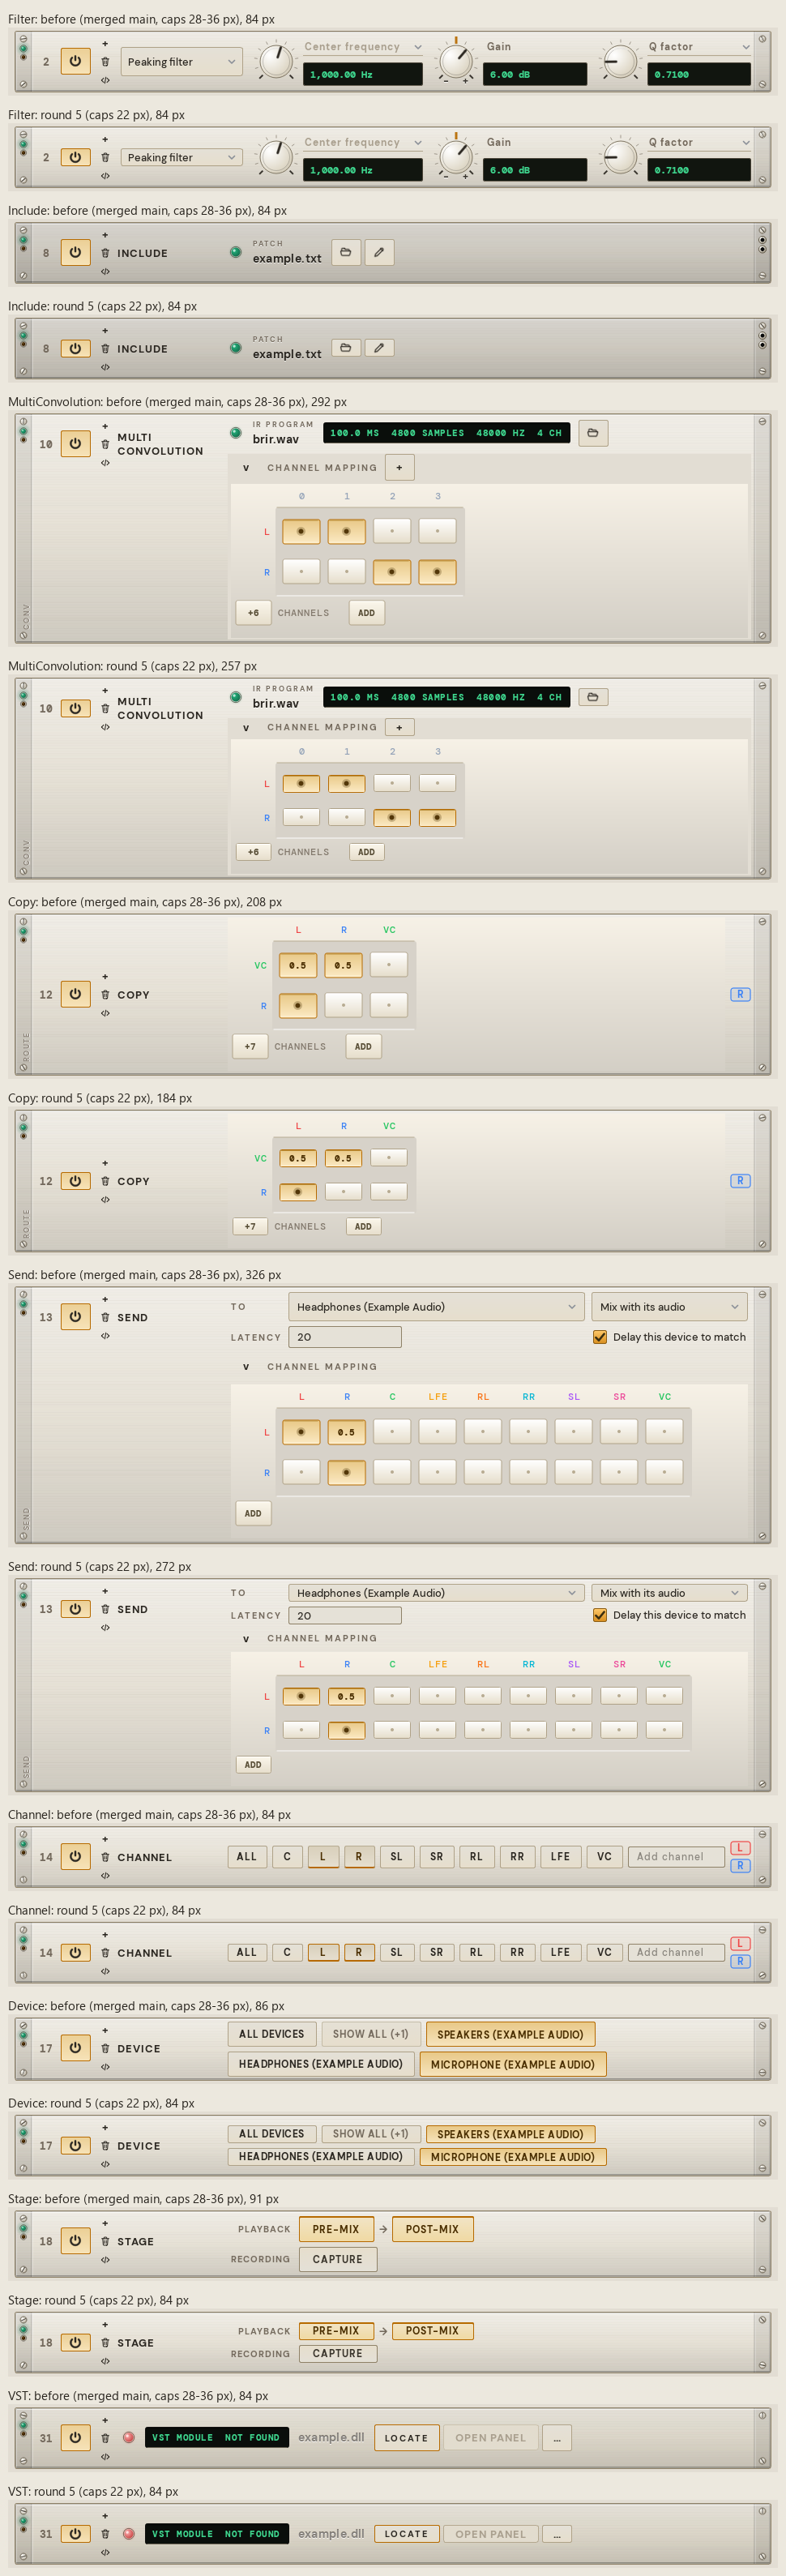 Filter: before (merged main, caps 28-36 px), 84 px
2 Peaking filter Center frequency Gain Q factor
1,000.00 Hz 6.00 dB 0.7100
- +
Filter: round 5 (caps 22 px), 84 px
2 Peaking filter Center frequency Gain Q factor
1,000.00 Hz 6.00 dB 0.7100
- +
Include: before (merged main, caps 28-36 px), 84 px
PATCH
8 INCLUDE example.txt
Include: round 5 (caps 22 px), 84 px
PATCH
8 INCLUDE example.txt
MultiConvolution: before (merged main, caps 28-36 px), 292 px
IR PROGRAM
10 MULTI CONVOLUTION brir.wav 100.0 MS 4800 SAMPLES 48000 HZ 4 CH
v CHANNEL MAPPING +
0 1 2 3
L
R
+6 CHANNELS ADD
CONV
MultiConvolution: round 5 (caps 22 px), 257 px
IR PROGRAM
10 MULTI CONVOLUTION brir.wav 100.0 MS 4800 SAMPLES 48000 HZ 4 CH
v CHANNEL MAPPING +
0 1 2 3
L
R
+6 CHANNELS ADD
CONV
Copy: before (merged main, caps 28-36 px), 208 px
L R VC
VC 0.5 0.5
12 COPY R
R
+7 CHANNELS ADD
ROUTE
Copy: round 5 (caps 22 px), 184 px
L R VC
VC 0.5 0.5
12 COPY R
R
+7 CHANNELS ADD
ROUTE
Send: before (merged main, caps 28-36 px), 326 px
13 SEND TO Headphones (Example Audio) Mix with its audio
LATENCY 20 Delay this device to match
v CHANNEL MAPPING
L R C LFE RL RR SL SR VC
L 0.5
R
ADD
SEND
Send: round 5 (caps 22 px), 272 px
TO Headphones (Example Audio) Mix with its audio
13 SEND LATENCY 20 Delay this device to match
v CHANNEL MAPPING
L R C LFE RL RR SL SR VC
L 0.5
R
ADD
SEND
Channel: before (merged main, caps 28-36 px), 84 px
14 CHANNEL ALL C L R SL SR RL RR LFE VC Add channel L
R
Channel: round 5 (caps 22 px), 84 px
14 CHANNEL ALL C L R SL SR RL RR LFE VC Add channel L
R
Device: before (merged main, caps 28-36 px), 86 px
ALL DEVICES SHOW ALL (+1) SPEAKERS (EXAMPLE AUDIO)
17 DEVICE
HEADPHONES (EXAMPLE AUDIO) MICROPHONE (EXAMPLE AUDIO)
Device: round 5 (caps 22 px), 84 px
ALL DEVICES SHOW ALL (+1) SPEAKERS (EXAMPLE AUDIO)
17 DEVICE
HEADPHONES (EXAMPLE AUDIO) MICROPHONE (EXAMPLE AUDIO)
Stage: before (merged main, caps 28-36 px), 91 px
PLAYBACK PRE-MIX → POST-MIX
18 STAGE
RECORDING CAPTURE
Stage: round 5 (caps 22 px), 84 px
PLAYBACK PRE-MIX → POST-MIX
18 STAGE
RECORDING CAPTURE
VST: before (merged main, caps 28-36 px), 84 px
31 VST MODULE NOT FOUND example.dll LOCATE OPEN PANEL ...
VST: round 5 (caps 22 px), 84 px
31 VST MODULE NOT FOUND example.dll LOCATE OPEN PANEL ...